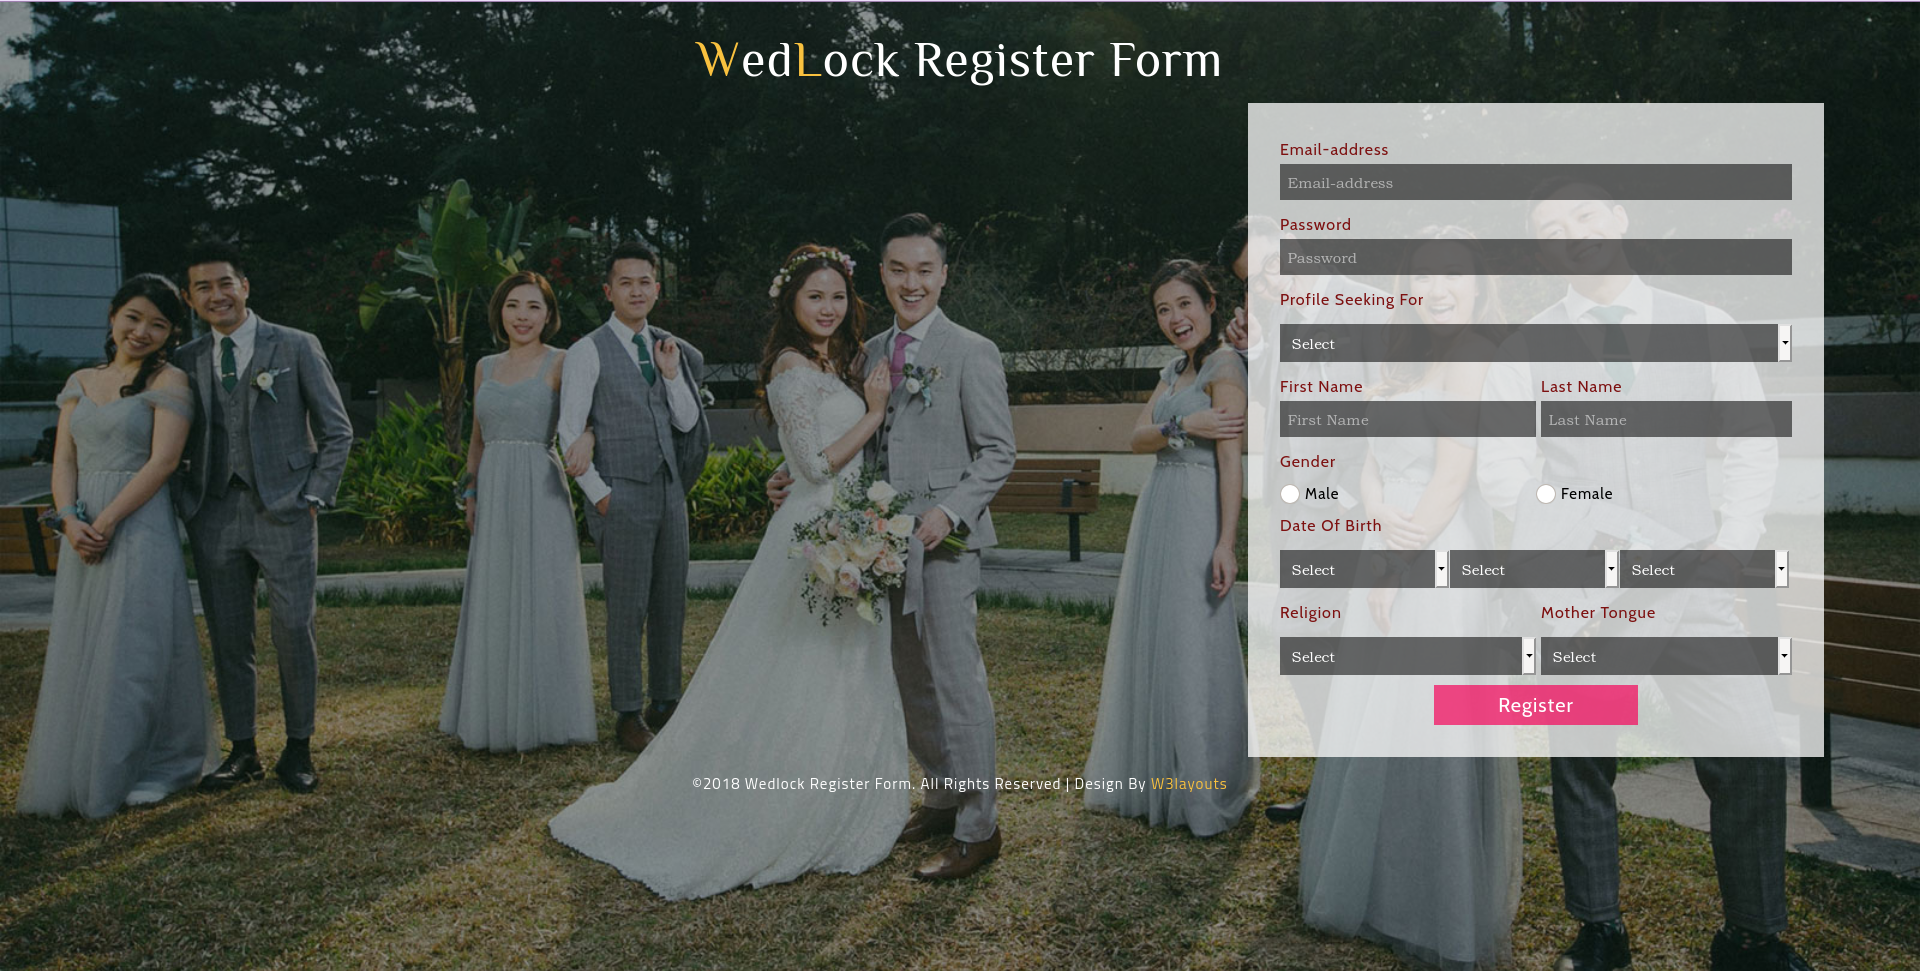 WedLock Register Form
Email-address
Email-address
Password
Password
Profile Seeking For
Select
First Name Last Name
First Name Last Name
Gender
Male Female
Date Of Birth
Select Select Select
Religion Mother Tongue
Select Select
Register
©2018 Wedlock Register Form. All Rights Reserved | Design By W3layouts